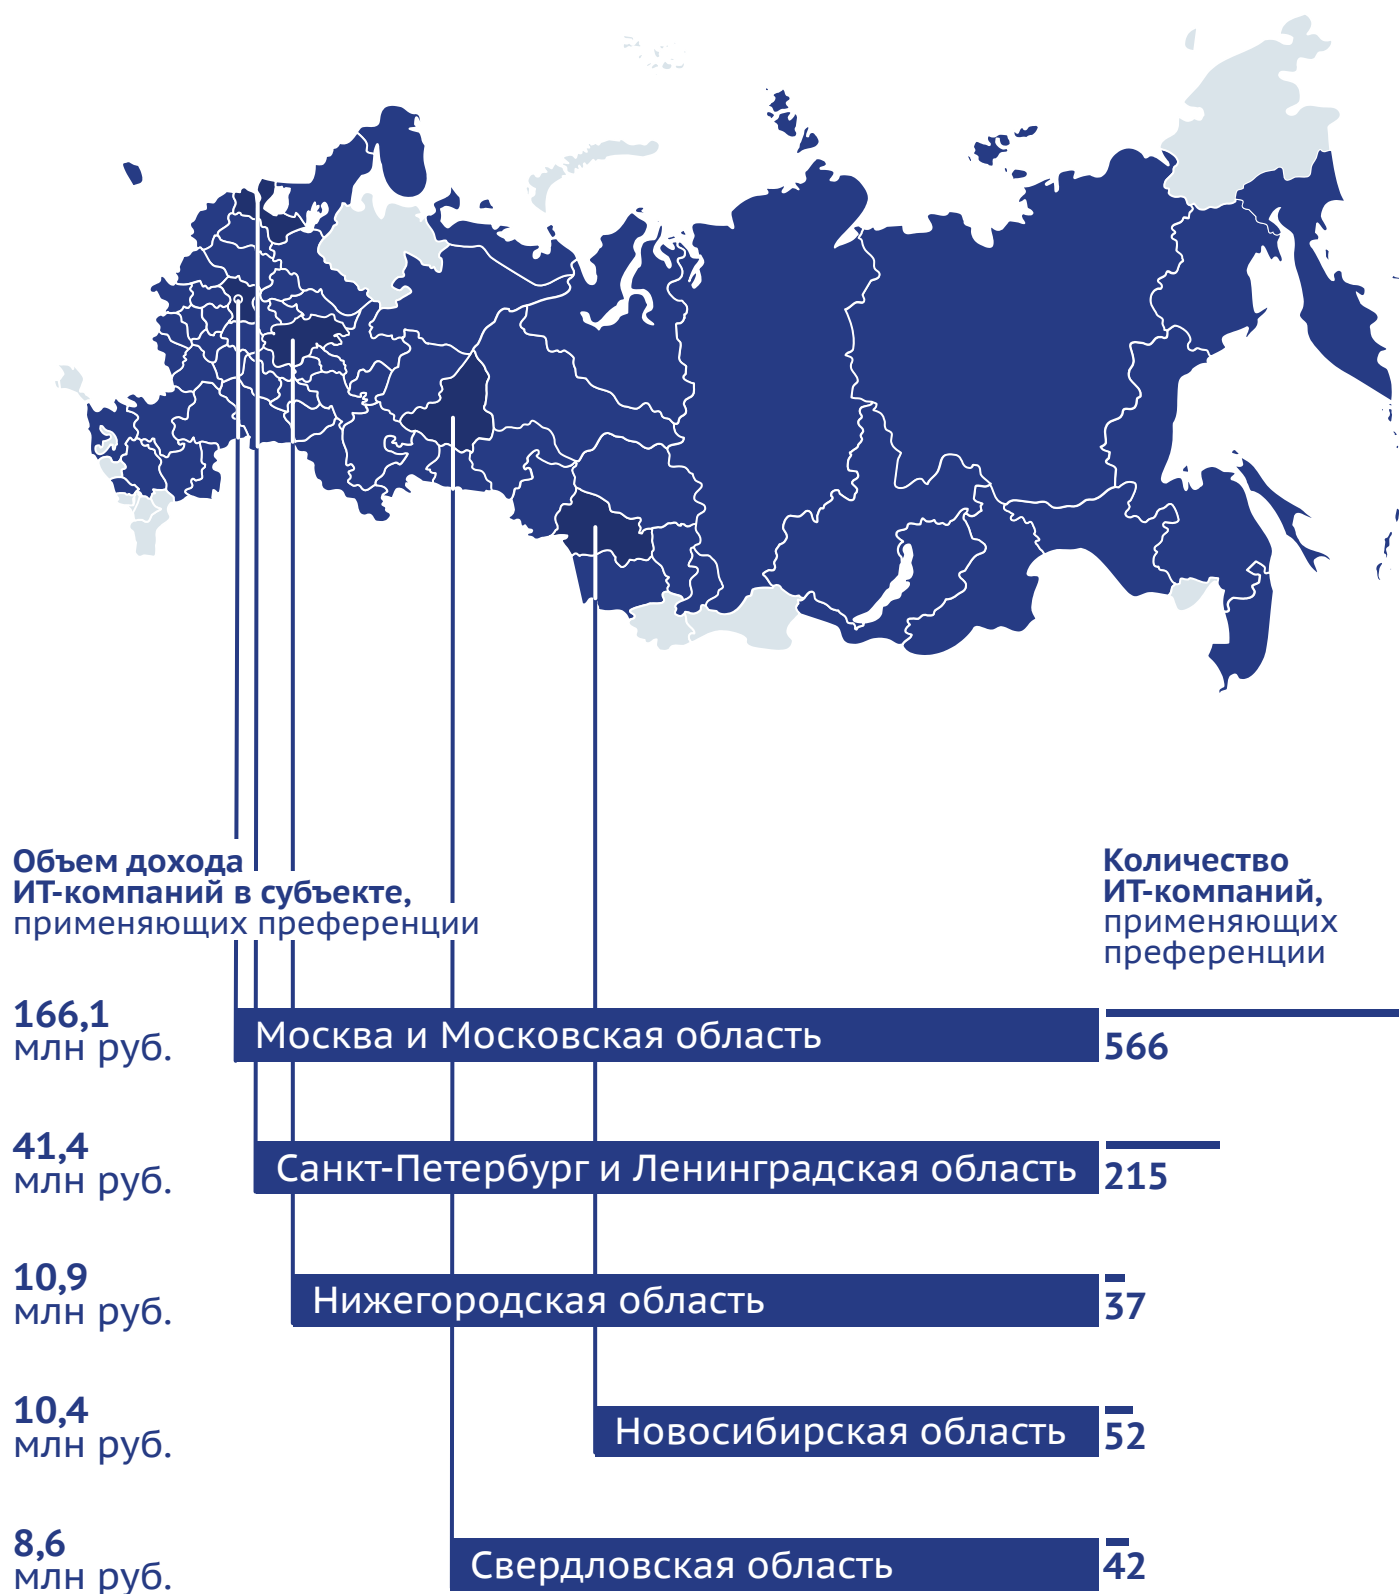 Объем дохода
ИТ-компаний в субъекте,
применяющих преференции
Количество
ИТ-компаний,
применяющих
преференции
166,1
млн руб.
Москва и Московская область
566
41,4
млн руб.
Санкт-Петербург и Ленинградская область
215
10,9
млн руб.
Нижегородская область
37
10,4
млн руб.
Новосибирская область
52
8,6
млн руб.
Свердловская область
42